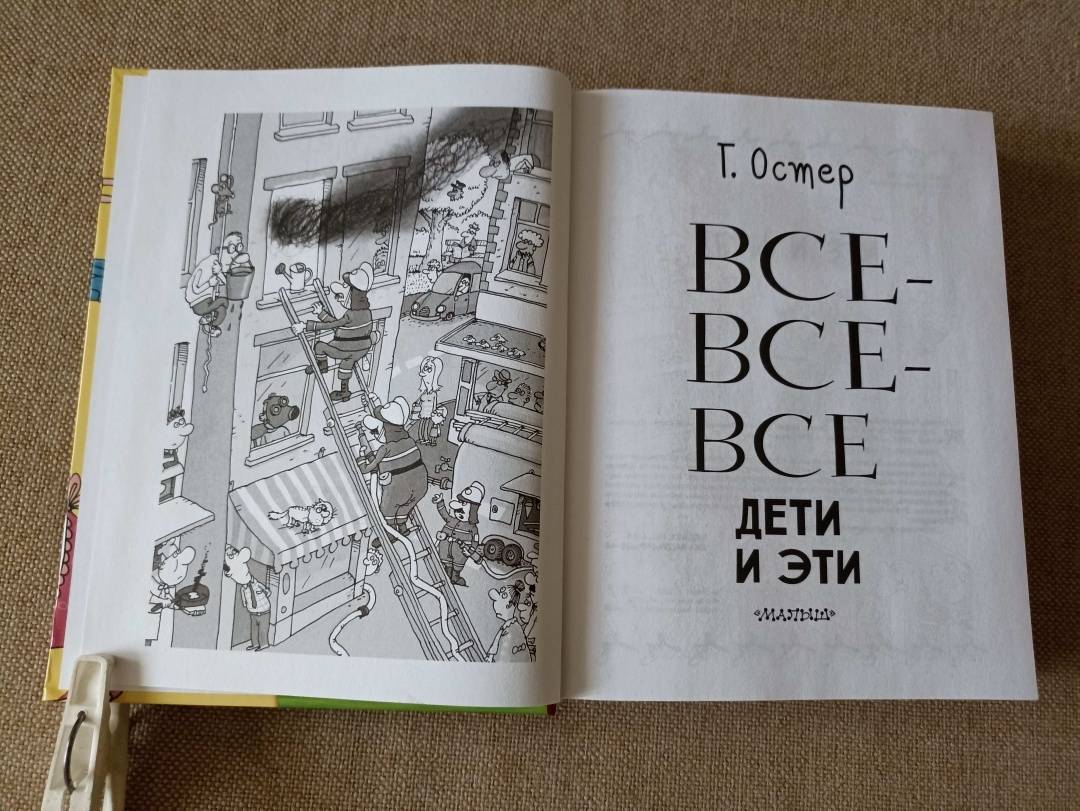 Г. Остер
ВСЕ-
ВСЕ-
ВСЕ
ДЕТИ
И ЭТИ
«МАЛЫШ»